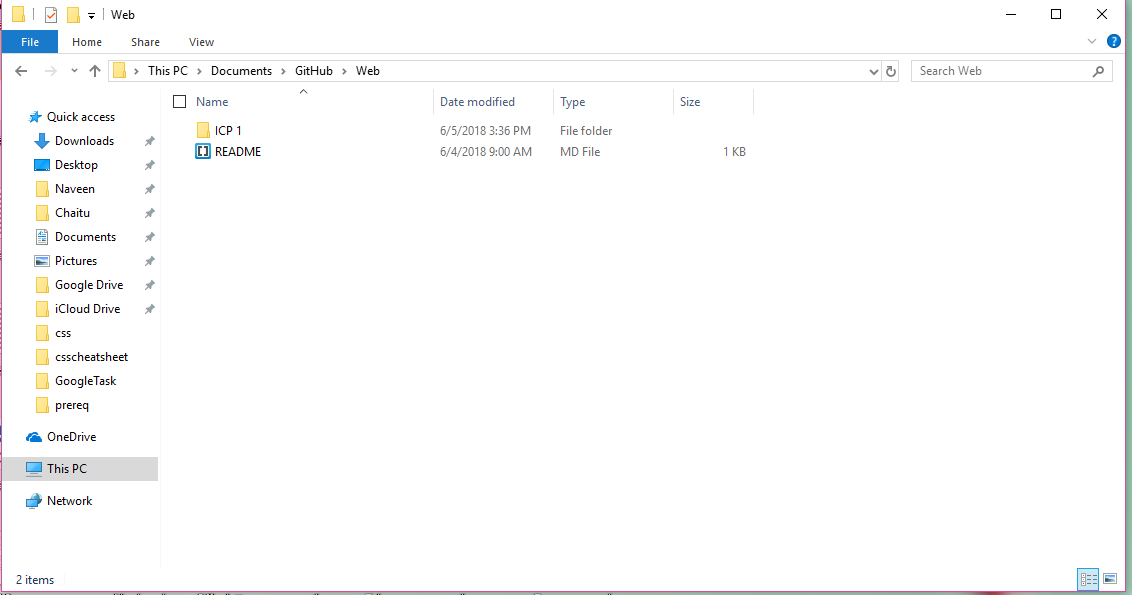 Web
File Home Share View
This PC Documents GitHub Web
Search Web
Name Date modified Type Size
ICP 1 6/5/2018 3:36 PM File folder
README 6/4/2018 9:00 AM MD File 1 KB
Quick access
Downloads
Desktop
Naveen
Chaitu
Documents
Pictures
Google Drive
iCloud Drive
css
csscheatsheet
GoogleTask
prereq
OneDrive
This PC
Network
2 items